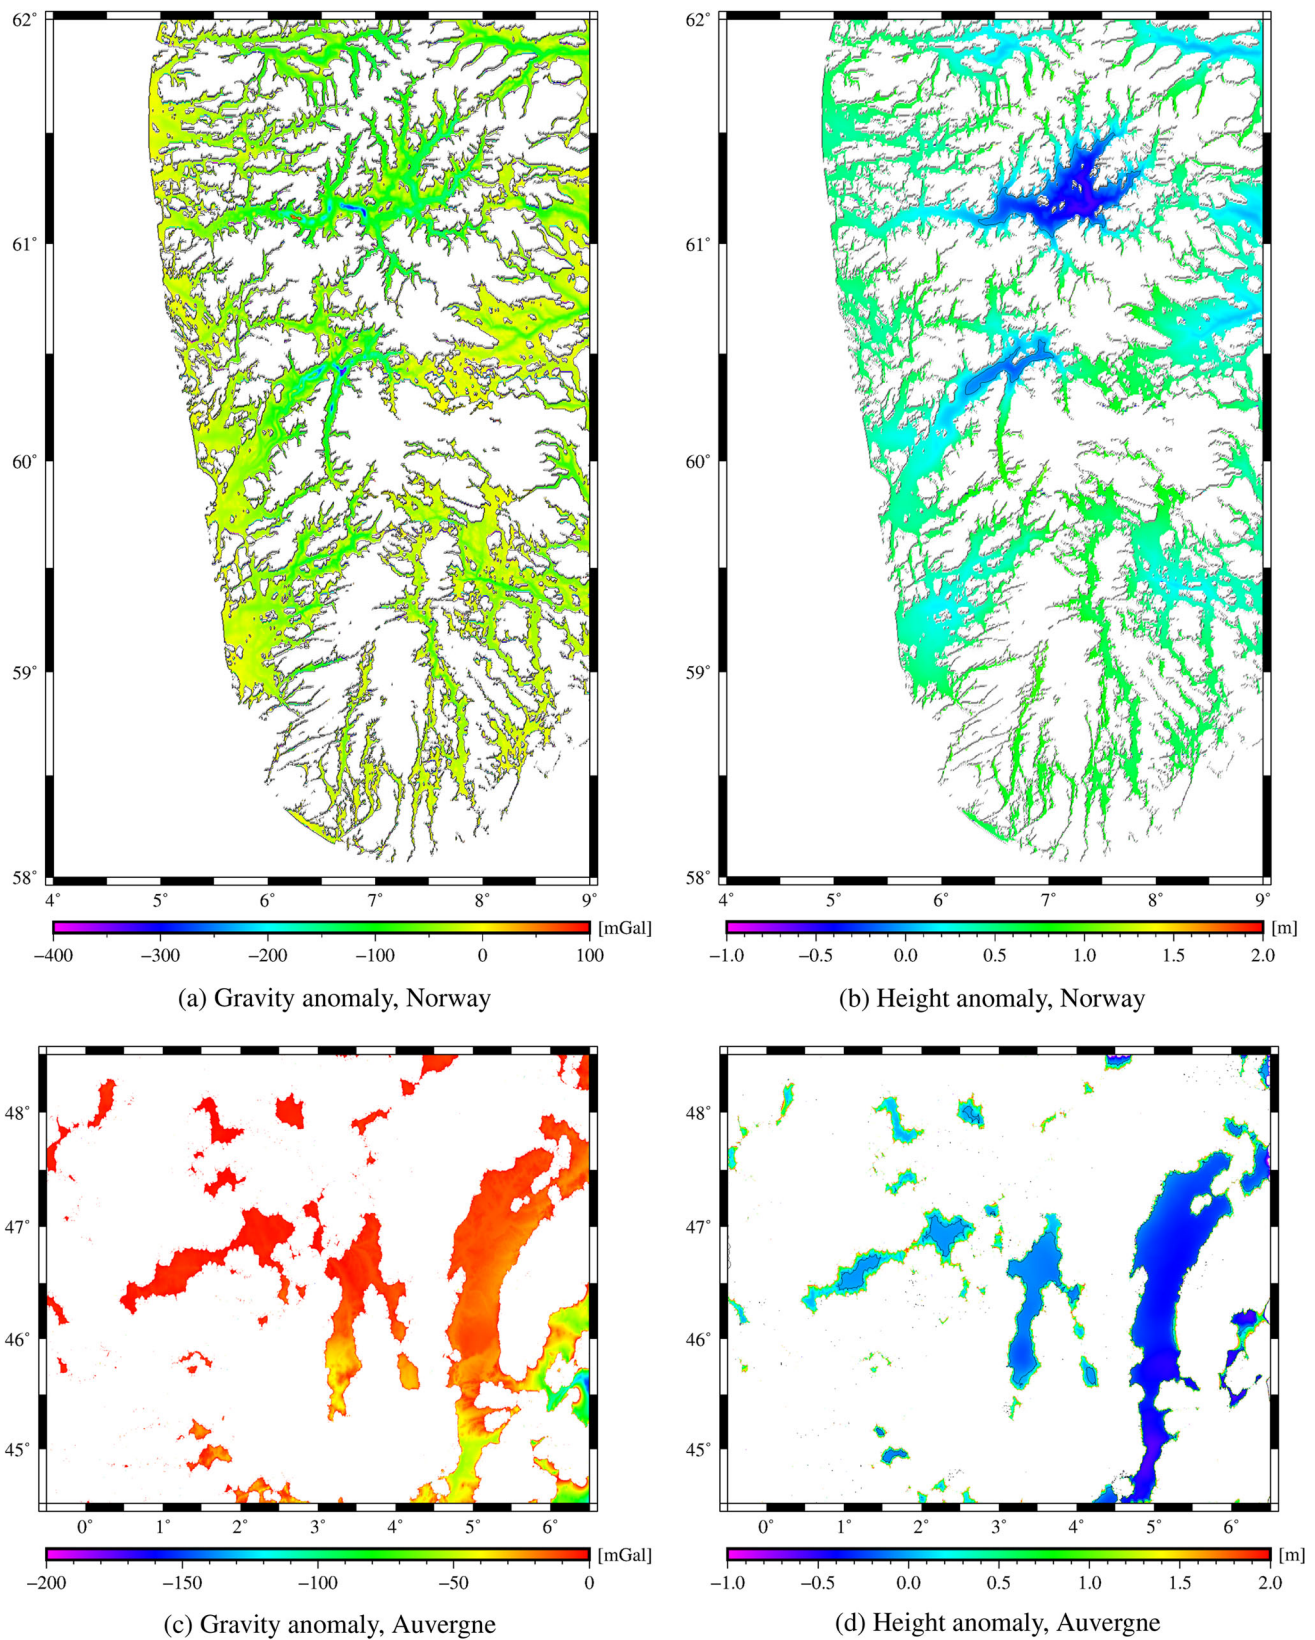 62° 62°
61° 61°
60° 60°
59° 59°
58° 58°
4° 5° 6° 7° 8° 9° 4° 5° 6° 7° 8° 9°
[mGal] [m]
−400 −300 −200 −100 0 100 −1.0 −0.5 0.0 0.5 1.0 1.5 2.0
(a) Gravity anomaly, Norway (b) Height anomaly, Norway
48° 48°
47° 47°
46° 46°
45° 45°
0° 1° 2° 3° 4° 5° 6° 0° 1° 2° 3° 4° 5° 6°
[mGal] [m]
−200 −150 −100 −50 0 −1.0 −0.5 0.0 0.5 1.0 1.5 2.0
(c) Gravity anomaly, Auvergne (d) Height anomaly, Auvergne